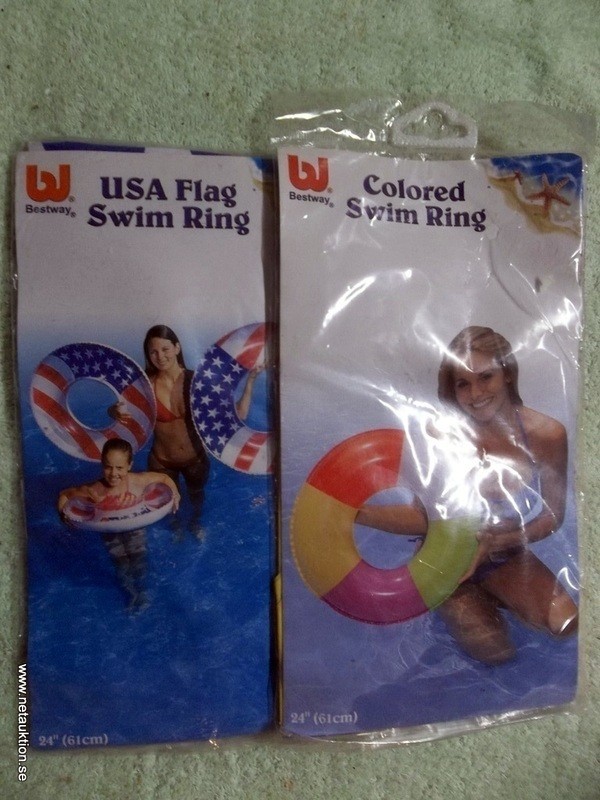 Bestway®
USA Flag
Swim Ring
24" (61cm)
Bestway®
Colored
Swim Ring
24" (61cm)
www.netauktion.se